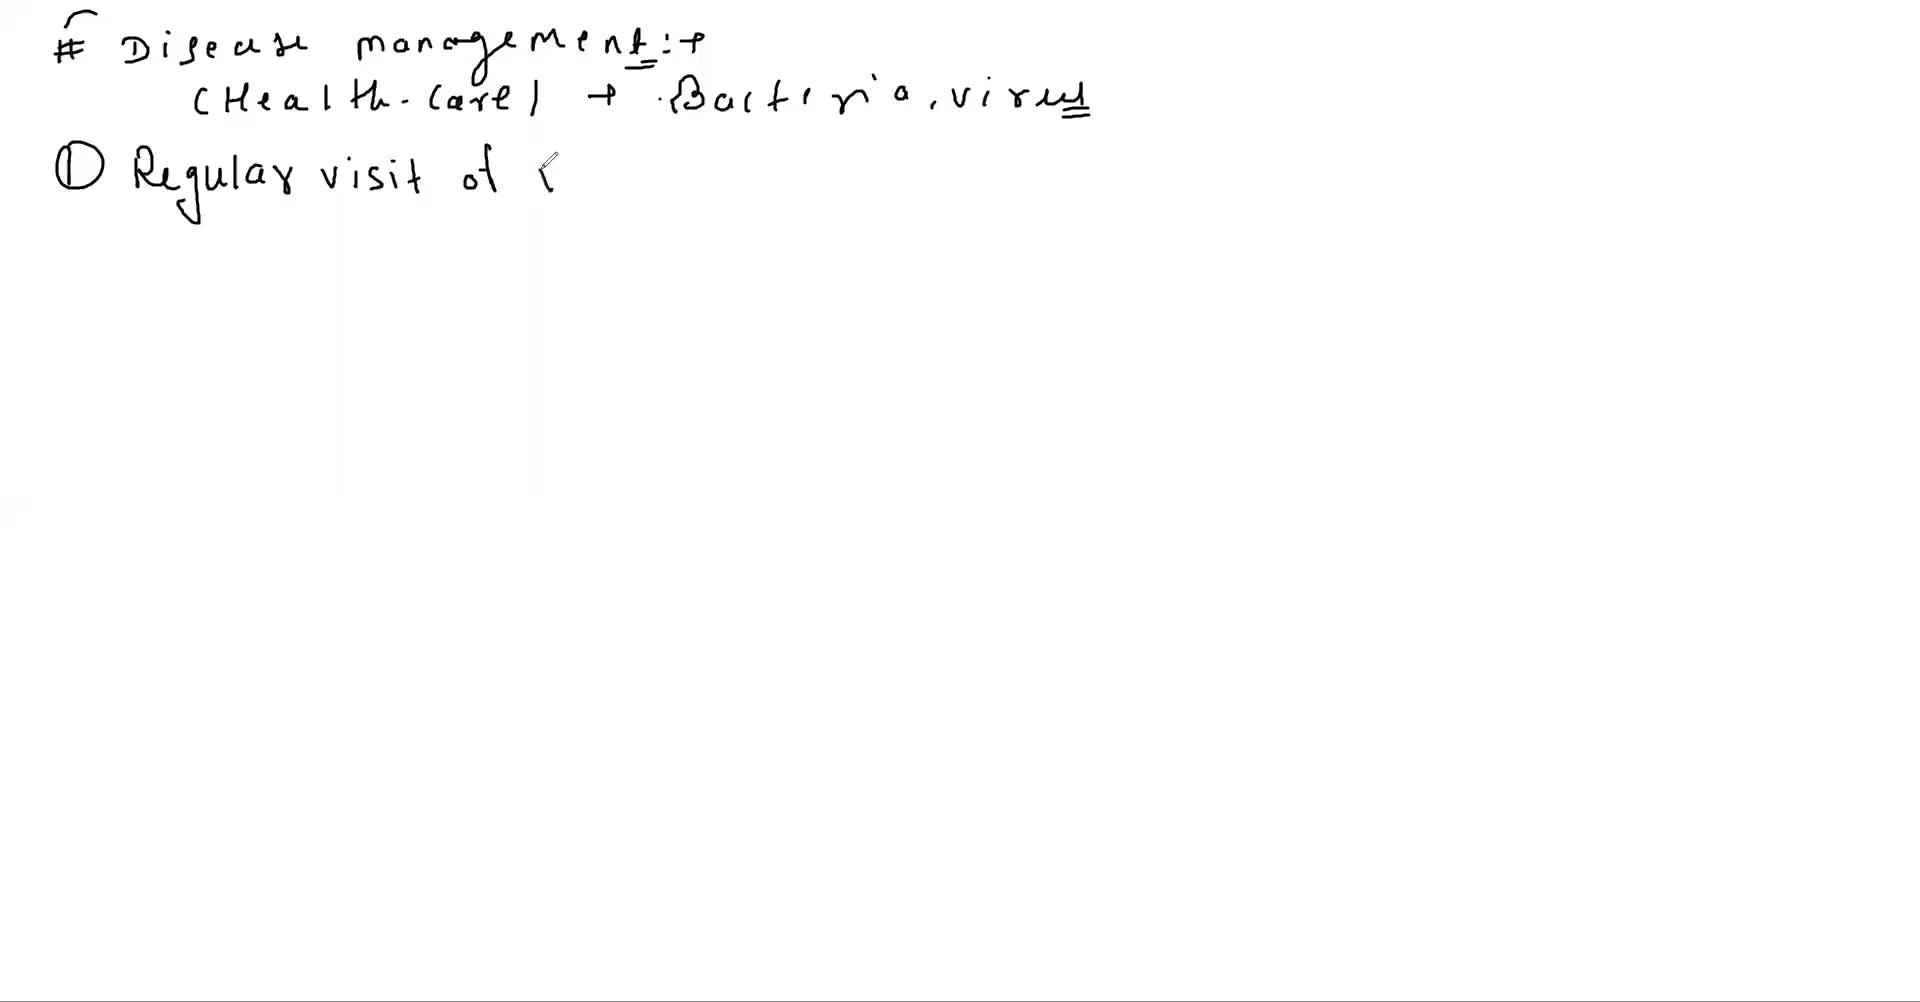 # Disease management :→
(Health-Care) → Bacteria, virus
① Regular visit of